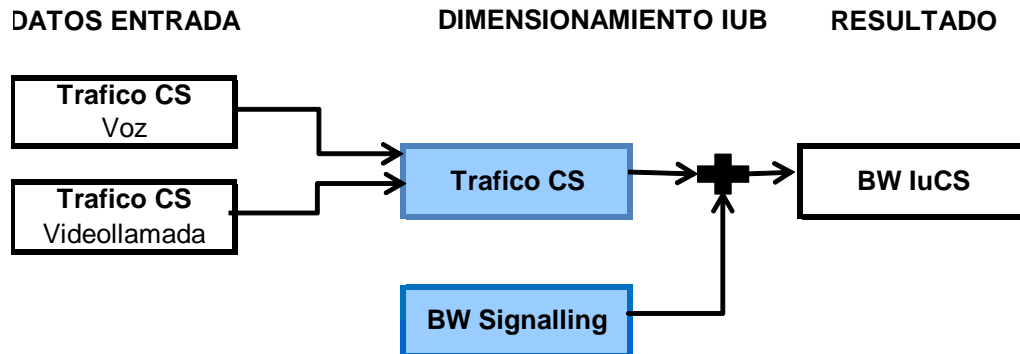 DATOS ENTRADA
DIMENSIONAMIENTO IUB
RESULTADO
Trafico CS
Voz
Trafico CS
Videollamada
Trafico CS
BW IuCS
BW Signalling